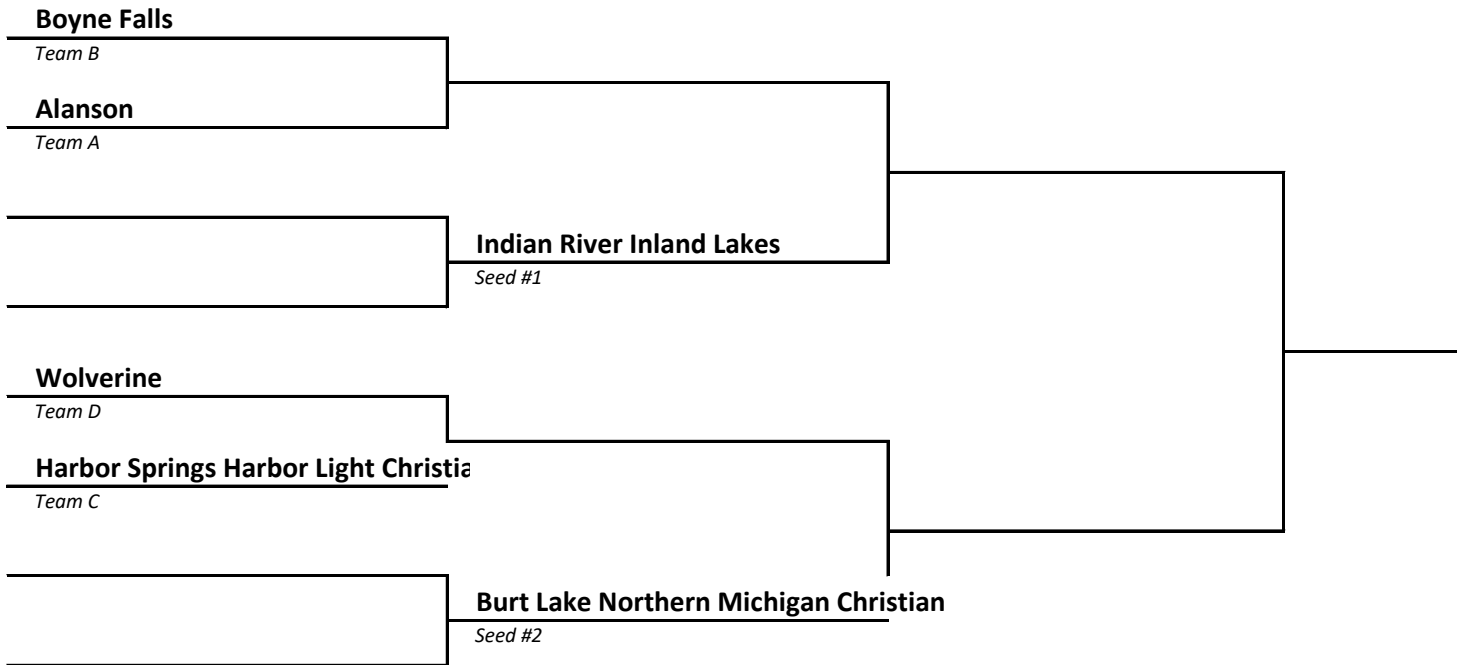 Boyne Falls
Team B
Alanson
Team A
Indian River Inland Lakes
Seed #1
Wolverine
Team D
Harbor Springs Harbor Light Christia
Team C
Burt Lake Northern Michigan Christian
Seed #2